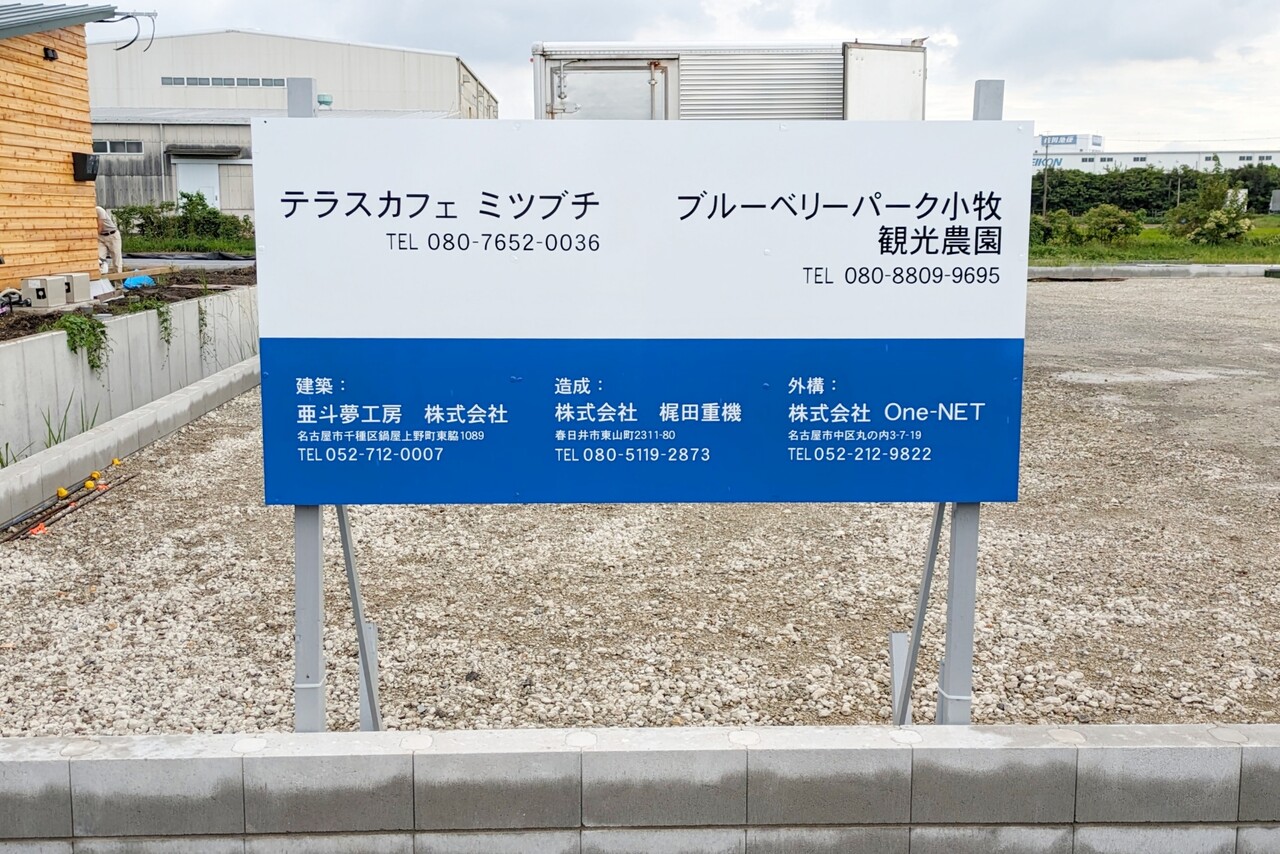 テラスカフェ ミツブチ
TEL 080-7652-0036
ブルーベリーパーク小牧
観光農園
TEL 080-8809-9695
建築：
亜斗夢工房　株式会社
名古屋市千種区鍋屋上野町東脇1089
TEL 052-712-0007
造成：
株式会社　梶田重機
春日井市東山町2311-80
TEL 080-5119-2873
外構：
株式会社 One-NET
名古屋市中区丸の内3-7-19
TEL 052-212-9822